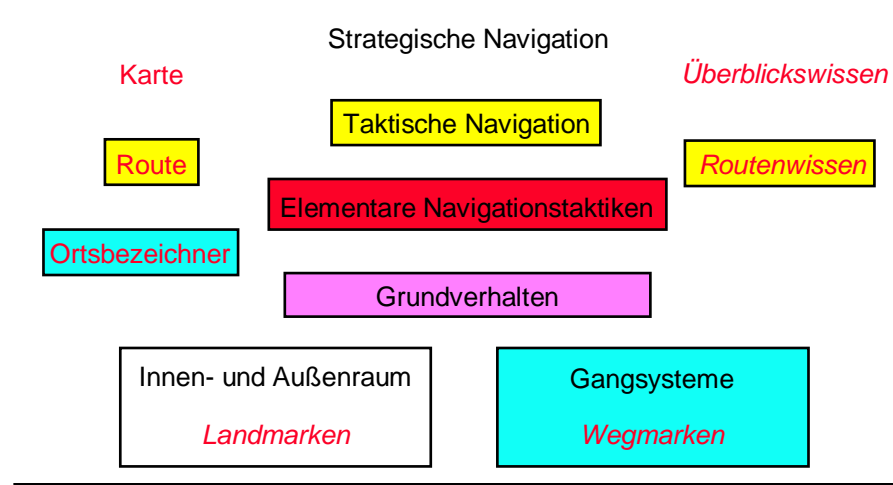 Strategische Navigation
Karte
Überblickswissen
Taktische Navigation
Route
Routenwissen
Elementare Navigationstaktiken
Ortsbezeichner
Grundverhalten
Innen- und Außenraum
Landmarken
Gangsysteme
Wegmarken